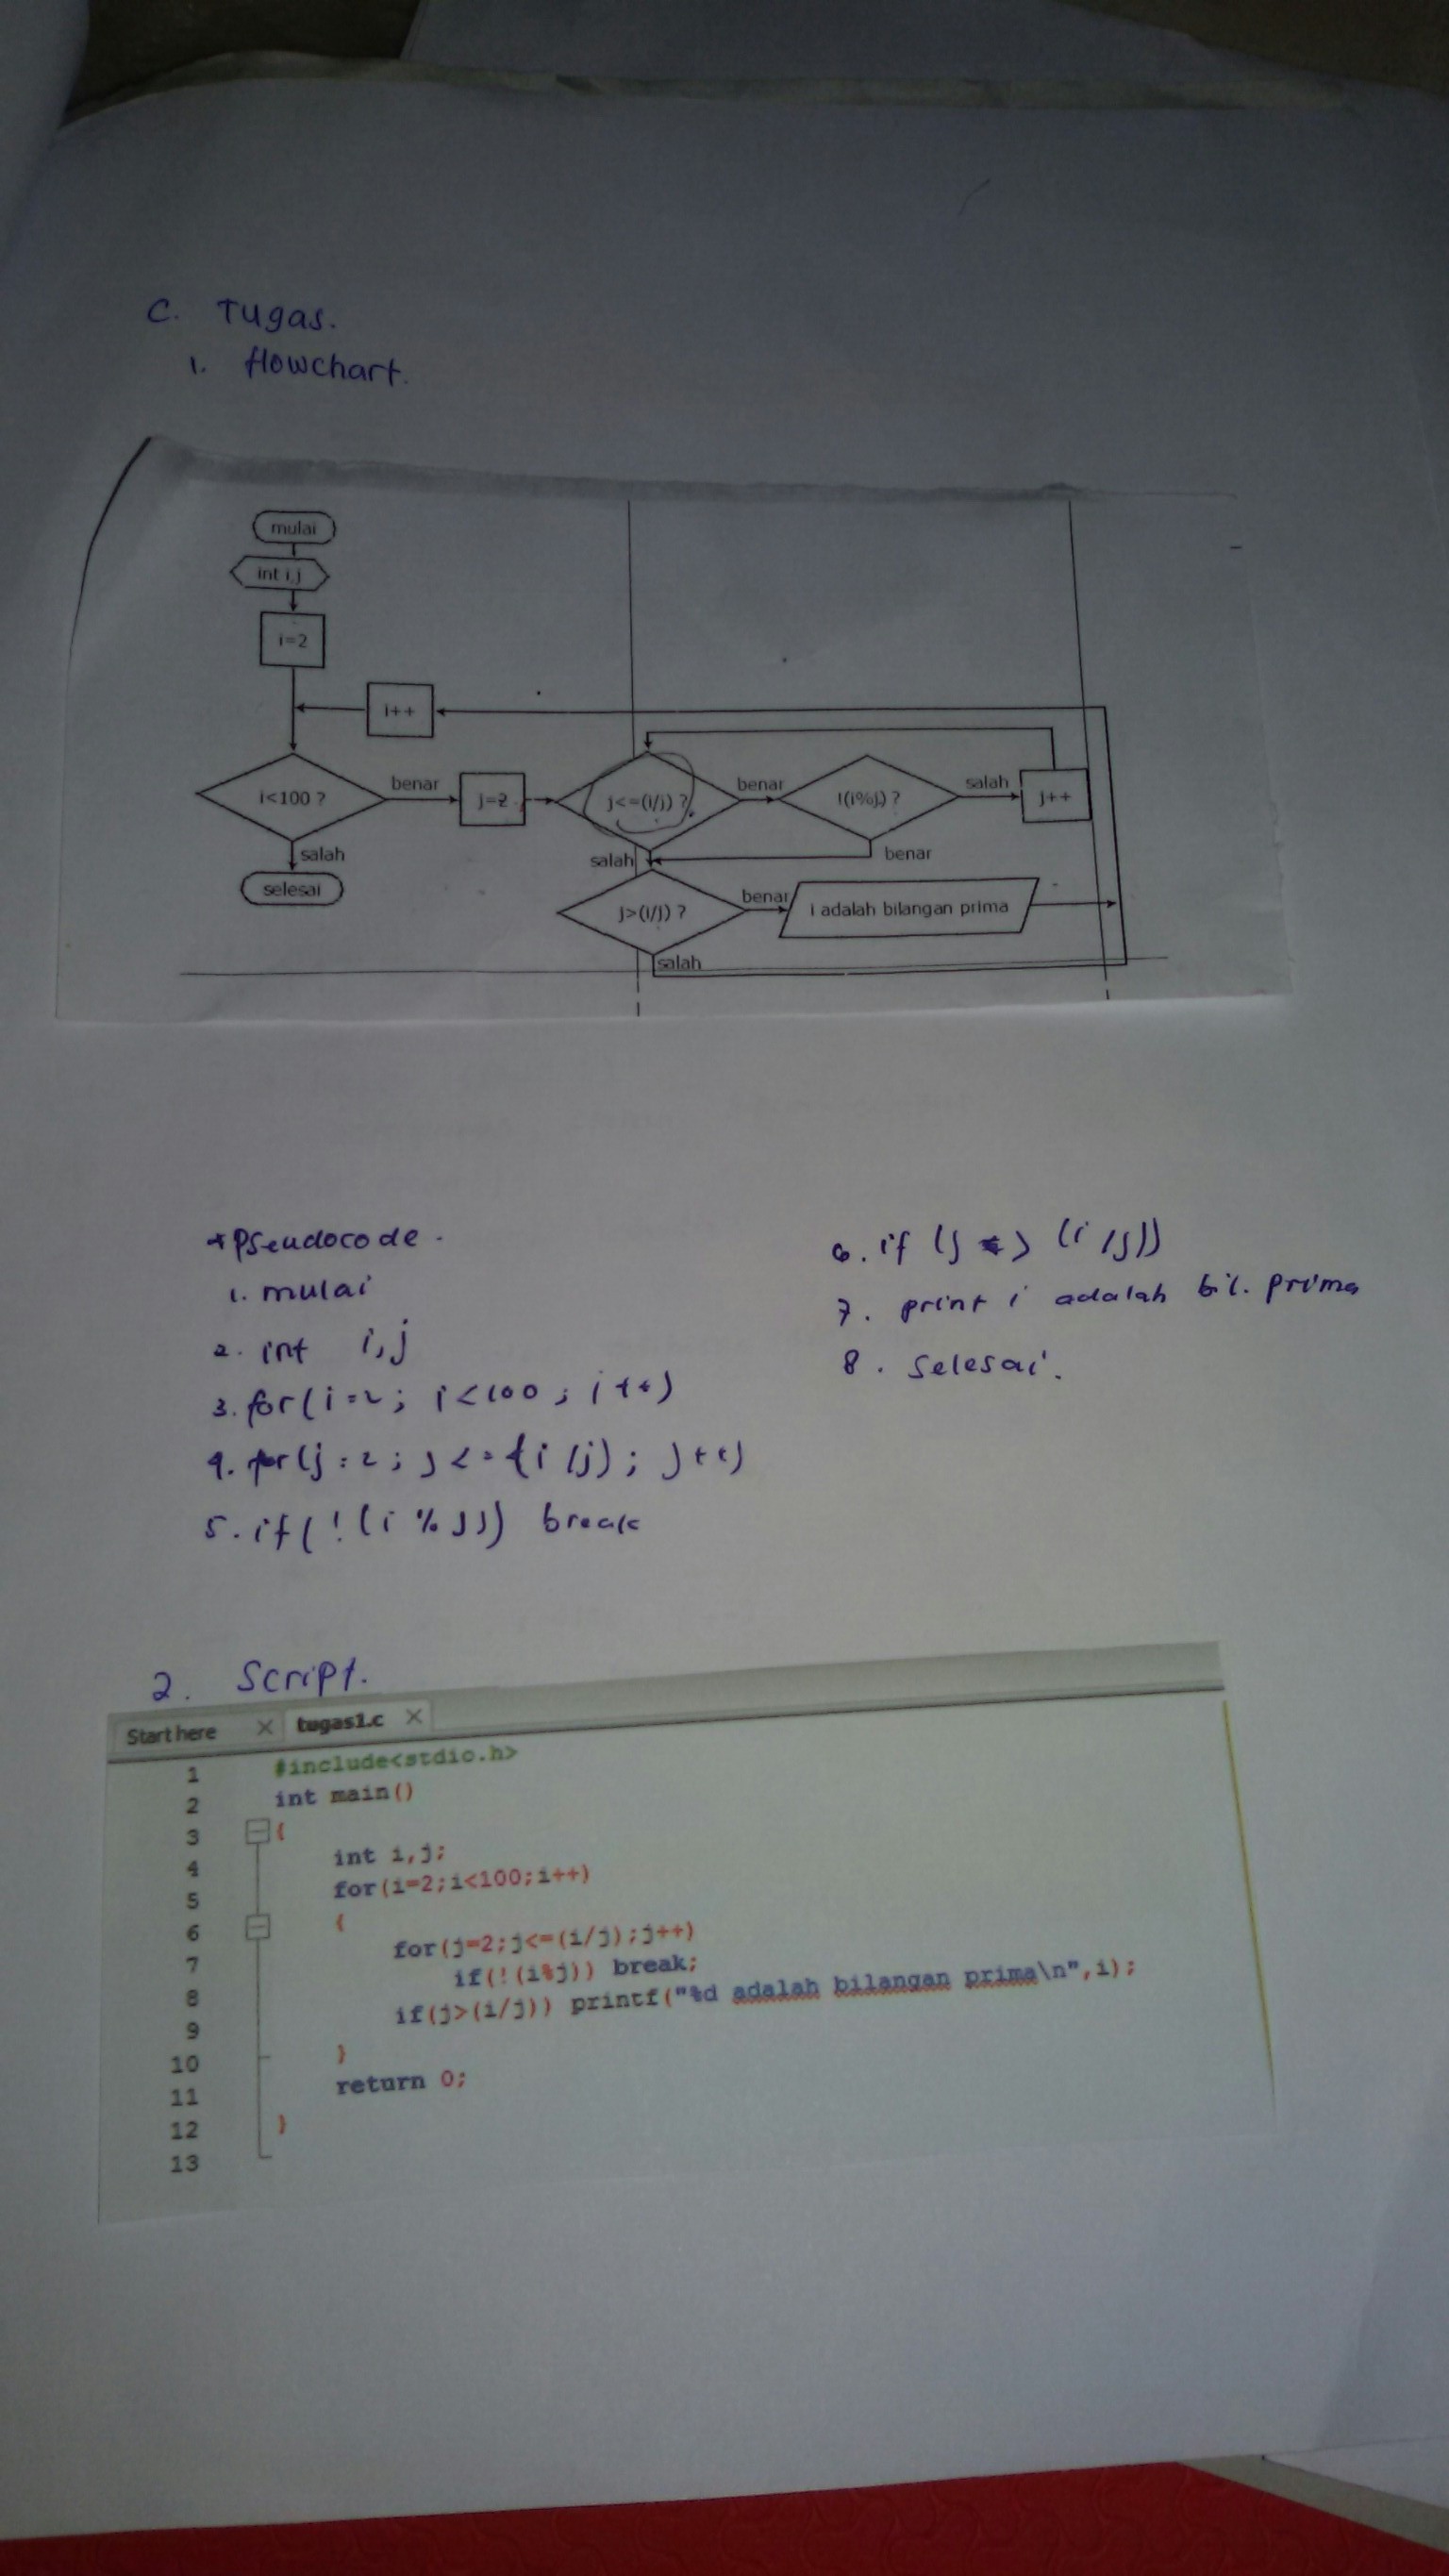 C. Tugas.
1. flowchart.
mulai
int i,j
i=2
i++
i<100 ?
benar
j=2
j<=(i/j) ?
benar
!(i%j) ?
salah
j++
salah
selesai
salah
benar
j>(i/j) ?
benar
i adalah bilangan prima
salah
*Pseudocode.
1. mulai
2. int i,j
3. for(i=2; i<100; i++)
4. for(j=2; j<=(i/j); j++)
5. if(!(i%j)) break
6. if (j > (i/j))
7. print i adalah bil. prima
8. selesai.
2. Script.
Start here
tugas1.c
1 #include<stdio.h>
2 int main()
3 {
4 int i,j;
5 for(i=2;i<100;i++)
6 {
7 for(j=2;j<=(i/j);j++)
8 if(!(i%j)) break;
9 if(j>(i/j)) printf("%d adalah bilangan prima\n",i);
10 }
11 return 0;
12 }
13